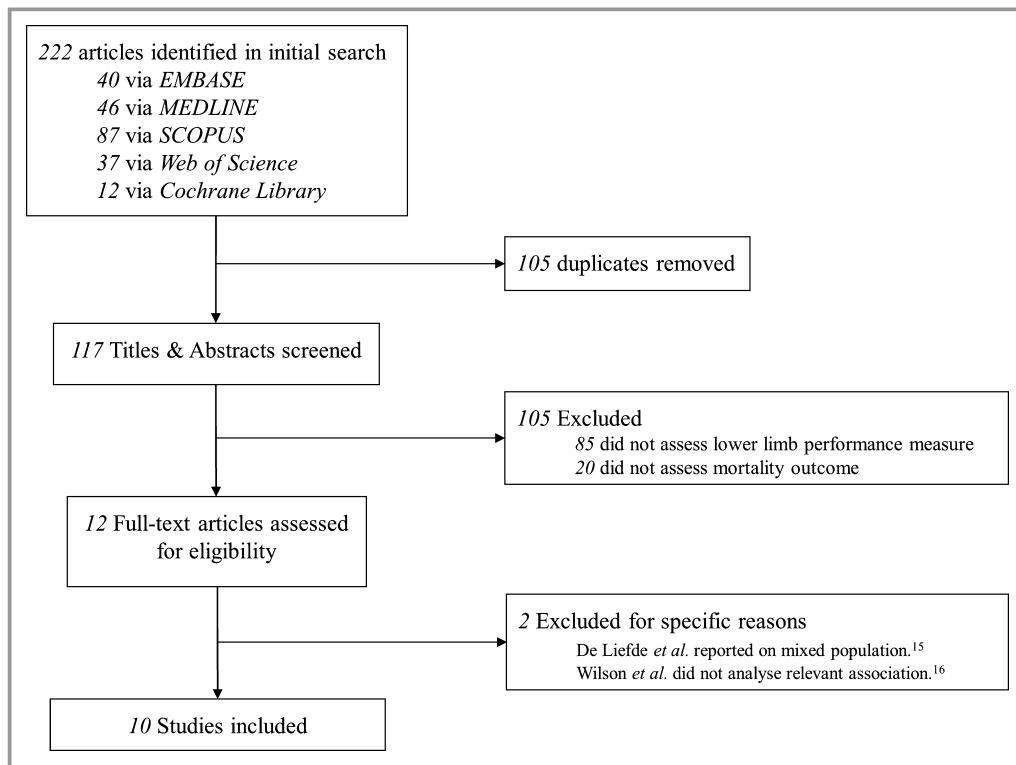 222 articles identified in initial search
40 via EMBASE
46 via MEDLINE
87 via SCOPUS
37 via Web of Science
12 via Cochrane Library
105 duplicates removed
117 Titles & Abstracts screened
105 Excluded
85 did not assess lower limb performance measure
20 did not assess mortality outcome
12 Full-text articles assessed
for eligibility
2 Excluded for specific reasons
De Liefde et al. reported on mixed population.15
Wilson et al. did not analyse relevant association.16
10 Studies included